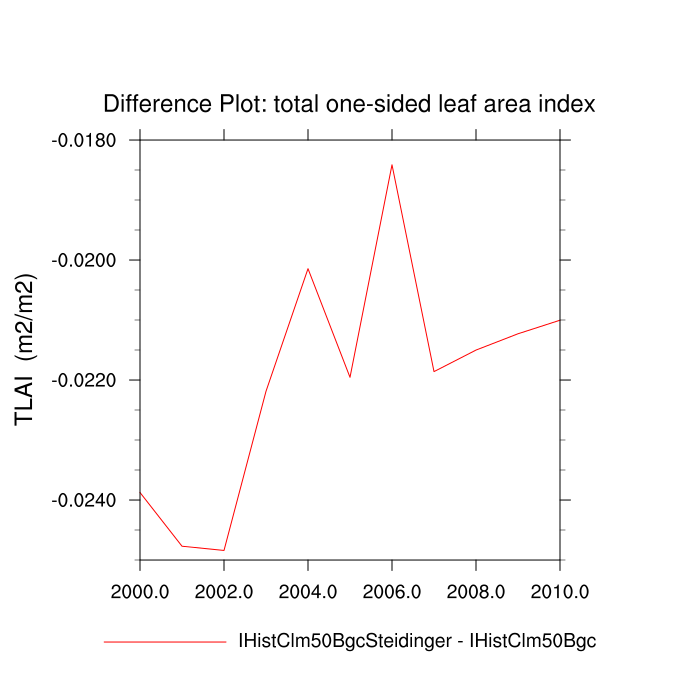 Difference Plot: total one-sided leaf area index
-0.0180
-0.0200
-0.0220
-0.0240
TLAI (m2/m2)
2000.0 2002.0 2004.0 2006.0 2008.0 2010.0
IHistClm50BgcSteidinger - IHistClm50Bgc